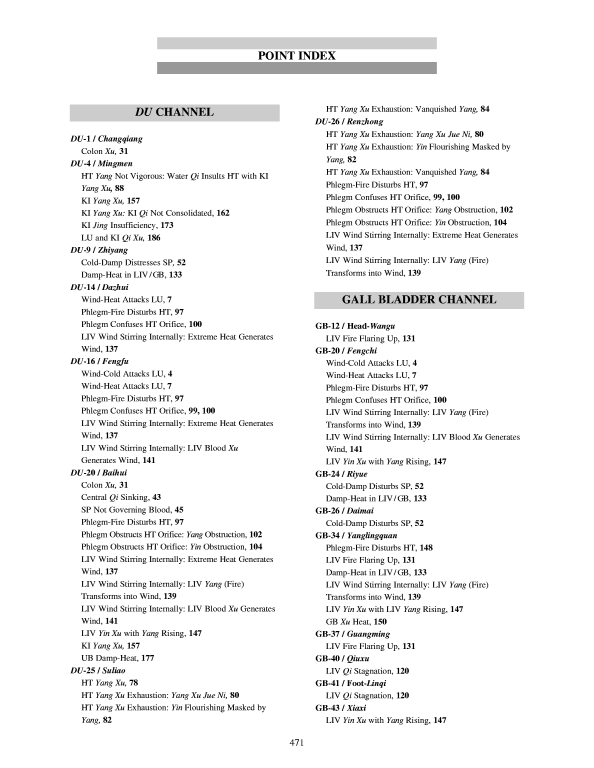 POINT INDEX
DU CHANNEL
DU-1 / Changqiang
Colon Xu, 31
DU-4 / Mingmen
HT Yang Not Vigorous: Water Qi Insults HT with KI
Yang Xu, 88
KI Yang Xu, 157
KI Yang Xu: KI Qi Not Consolidated, 162
KI Jing Insufficiency, 173
LU and KI Qi Xu, 186
DU-9 / Zhiyang
Cold-Damp Distresses SP, 52
Damp-Heat in LIV/GB, 133
DU-14 / Dazhui
Wind-Heat Attacks LU, 7
Phlegm-Fire Disturbs HT, 97
Phlegm Confuses HT Orifice, 100
LIV Wind Stirring Internally: Extreme Heat Generates
Wind, 137
DU-16 / Fengfu
Wind-Cold Attacks LU, 4
Wind-Heat Attacks LU, 7
Phlegm-Fire Disturbs HT, 97
Phlegm Confuses HT Orifice, 99, 100
LIV Wind Stirring Internally: Extreme Heat Generates
Wind, 137
LIV Wind Stirring Internally: LIV Blood Xu
Generates Wind, 141
DU-20 / Baihui
Colon Xu, 31
Central Qi Sinking, 43
SP Not Governing Blood, 45
Phlegm-Fire Disturbs HT, 97
Phlegm Obstructs HT Orifice: Yang Obstruction, 102
Phlegm Obstructs HT Orifice: Yin Obstruction, 104
LIV Wind Stirring Internally: Extreme Heat Generates
Wind, 137
LIV Wind Stirring Internally: LIV Yang (Fire)
Transforms into Wind, 139
LIV Wind Stirring Internally: LIV Blood Xu Generates
Wind, 141
LIV Yin Xu with Yang Rising, 147
KI Yang Xu, 157
UB Damp-Heat, 177
DU-25 / Suliao
HT Yang Xu, 78
HT Yang Xu Exhaustion: Yang Xu Jue Ni, 80
HT Yang Xu Exhaustion: Yin Flourishing Masked by
Yang, 82
HT Yang Xu Exhaustion: Vanquished Yang, 84
DU-26 / Renzhong
HT Yang Xu Exhaustion: Yang Xu Jue Ni, 80
HT Yang Xu Exhaustion: Yin Flourishing Masked by
Yang, 82
HT Yang Xu Exhaustion: Vanquished Yang, 84
Phlegm-Fire Disturbs HT, 97
Phlegm Confuses HT Orifice, 99, 100
Phlegm Obstructs HT Orifice: Yang Obstruction, 102
Phlegm Obstructs HT Orifice: Yin Obstruction, 104
LIV Wind Stirring Internally: Extreme Heat Generates
Wind, 137
LIV Wind Stirring Internally: LIV Yang (Fire)
Transforms into Wind, 139
GALL BLADDER CHANNEL
GB-12 / Head-Wangu
LIV Fire Flaring Up, 131
GB-20 / Fengchi
Wind-Cold Attacks LU, 4
Wind-Heat Attacks LU, 7
Phlegm-Fire Disturbs HT, 97
Phlegm Confuses HT Orifice, 100
LIV Wind Stirring Internally: LIV Yang (Fire)
Transforms into Wind, 139
LIV Wind Stirring Internally: LIV Blood Xu Generates
Wind, 141
LIV Yin Xu with Yang Rising, 147
GB-24 / Riyue
Cold-Damp Disturbs SP, 52
Damp-Heat in LIV/GB, 133
GB-26 / Daimai
Cold-Damp Disturbs SP, 52
GB-34 / Yanglingquan
Phlegm-Fire Disturbs HT, 148
LIV Fire Flaring Up, 131
Damp-Heat in LIV/GB, 133
LIV Wind Stirring Internally: LIV Yang (Fire)
Transforms into Wind, 139
LIV Yin Xu with LIV Yang Rising, 147
GB Xu Heat, 150
GB-37 / Guangming
LIV Fire Flaring Up, 131
GB-40 / Qiuxu
LIV Qi Stagnation, 120
GB-41 / Foot-Linqi
LIV Qi Stagnation, 120
GB-43 / Xiaxi
LIV Yin Xu with Yang Rising, 147
471